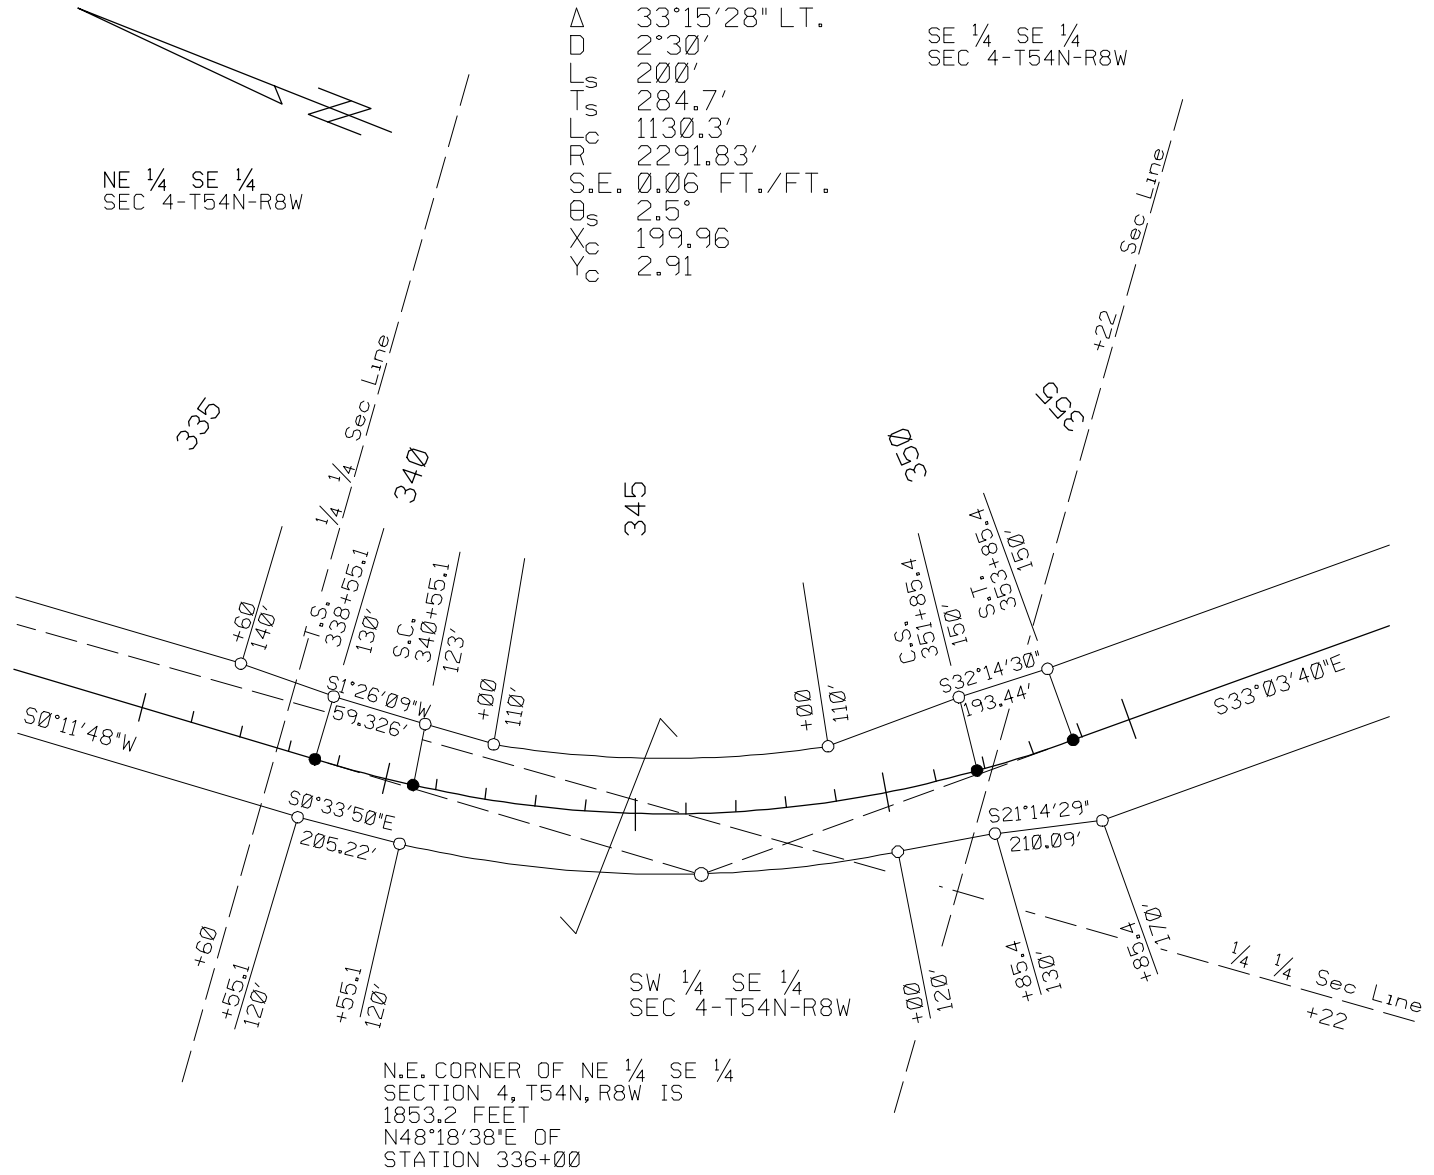 Δ 33°15'28" LT.
D 2°30'
Ls 200'
Ts 284.7'
Lc 1130.3'
R 2291.83'
S.E. 0.06 FT./FT.
θs 2.5°
Xc 199.96
Yc 2.91
SE 1/4 SE 1/4
SEC 4-T54N-R8W
NE 1/4 SE 1/4
SEC 4-T54N-R8W
Sec Line
+22
1/4 1/4 Sec Line
335
340
345
350
355
+60
140'
T.S.
338+55.1
130'
S.C.
340+55.1
123'
+00
110'
+00
110'
C.S.
351+85.4
150'
S.T.
353+85.4
150'
S1°26'09"W
59.326'
S32°14'30"
193.44'
S0°11'48"W
S33°03'40"E
S0°33'50"E
205.22'
S21°14'29"
210.09'
+60
+55.1
120'
+55.1
120'
+00
120'
+85.4
130'
+85.4
170'
1/4 1/4 Sec Line
+22
SW 1/4 SE 1/4
SEC 4-T54N-R8W
N.E. CORNER OF NE 1/4 SE 1/4
SECTION 4, T54N, R8W IS
1853.2 FEET
N48°18'38"E OF
STATION 336+00